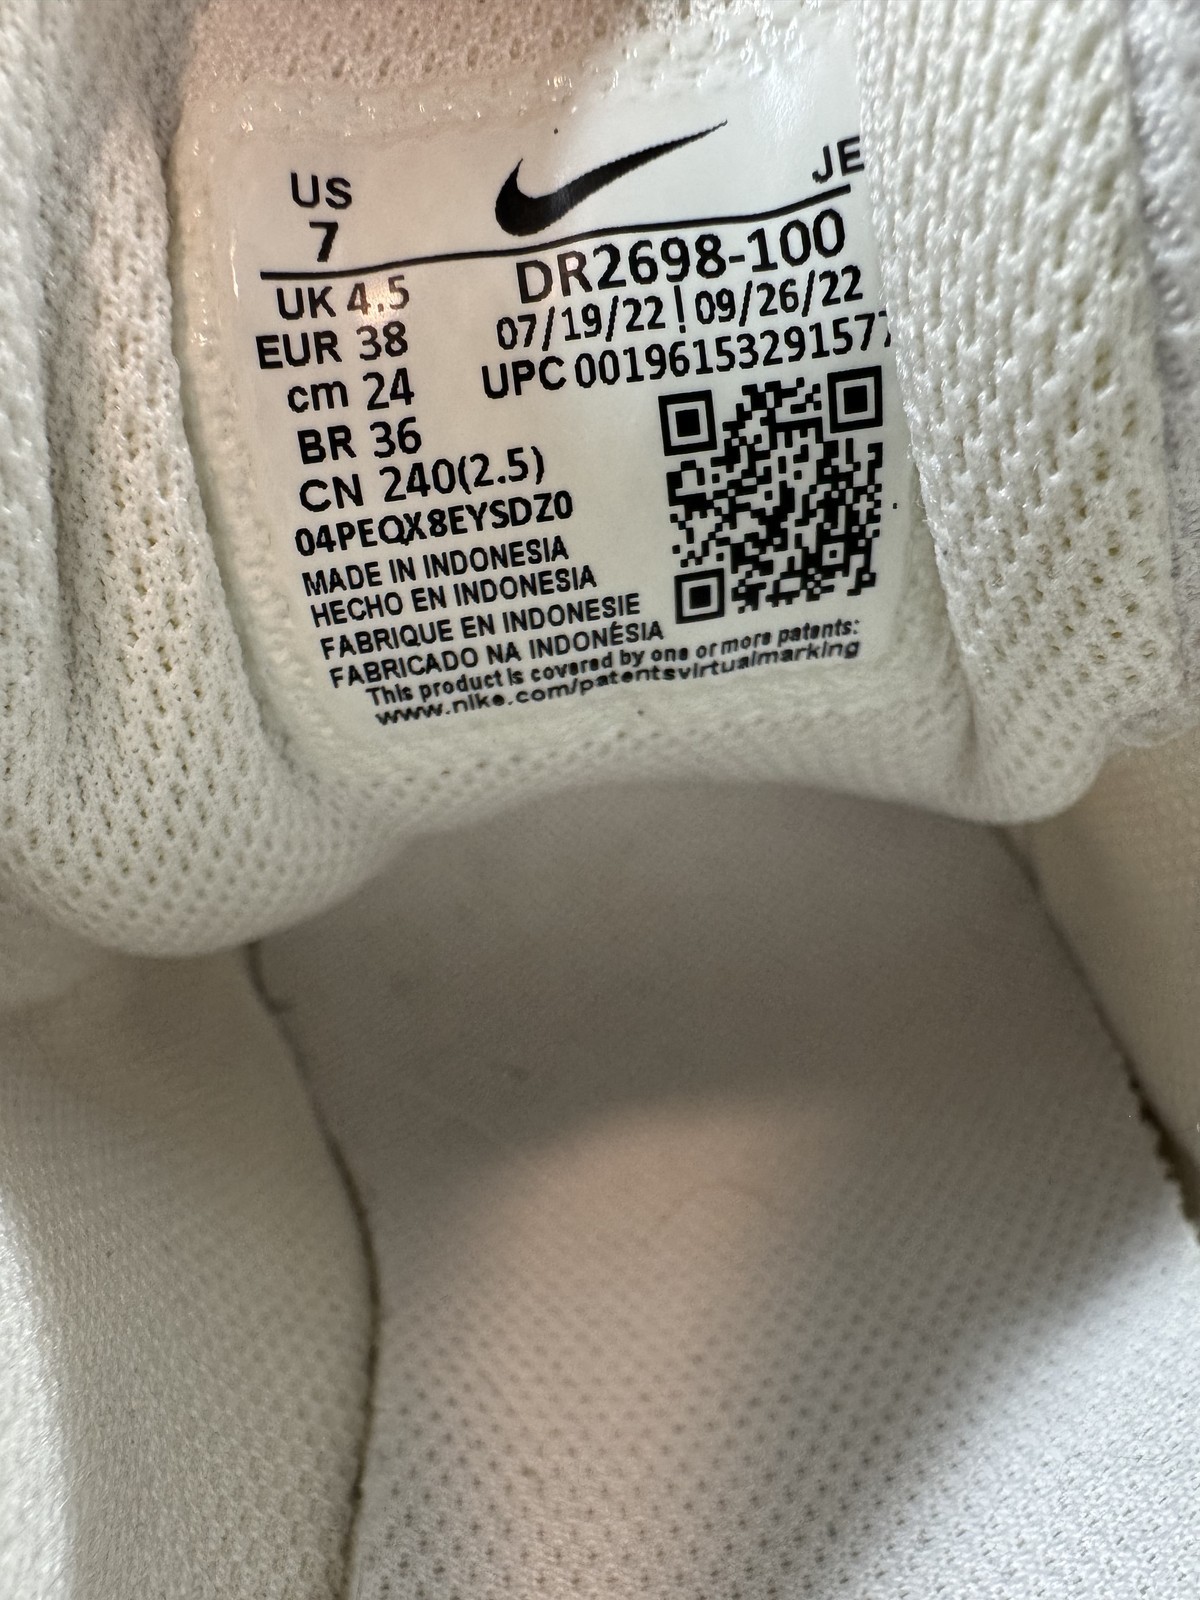 US
7
JE
UK 4.5
EUR 38
cm 24
BR 36
CN 240(2.5)
DR2698-100
07/19/22 ! 09/26/22
UPC 00196153291577
04PEQX8EYSDZ0
MADE IN INDONESIA
HECHO EN INDONESIA
FABRIQUE EN INDONESIE
FABRICADO NA INDONÉSIA
This product is covered by one or more patents:
www.nike.com/patentsvirtualmarking